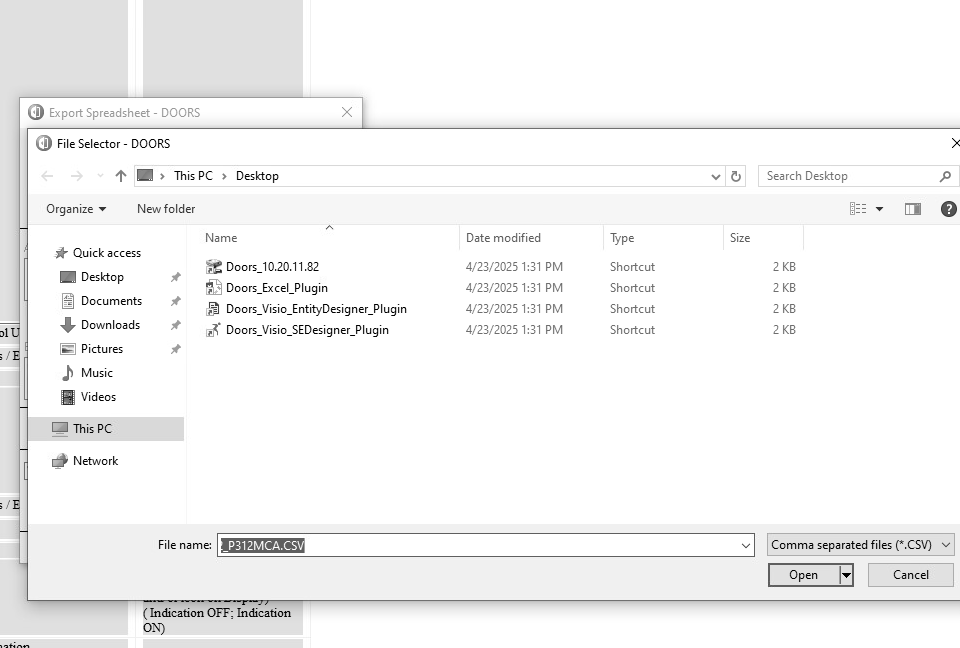 Export Spreadsheet - DOORS
File Selector - DOORS
This PC > Desktop
Search Desktop
Organize
New folder
?
Name
Date modified
Type
Size
Quick access
Desktop
Documents
Downloads
Pictures
Music
Videos
This PC
Network
Doors_10.20.11.82 4/23/2025 1:31 PM Shortcut 2 KB
Doors_Excel_Plugin 4/23/2025 1:31 PM Shortcut 2 KB
Doors_Visio_EntityDesigner_Plugin 4/23/2025 1:31 PM Shortcut 2 KB
Doors_Visio_SEDesigner_Plugin 4/23/2025 1:31 PM Shortcut 2 KB
File name:
_P312MCA.CSV
Comma separated files (*.CSV)
Open
Cancel
ol U
s / E
s / E
( Indication OFF; Indication
ON)